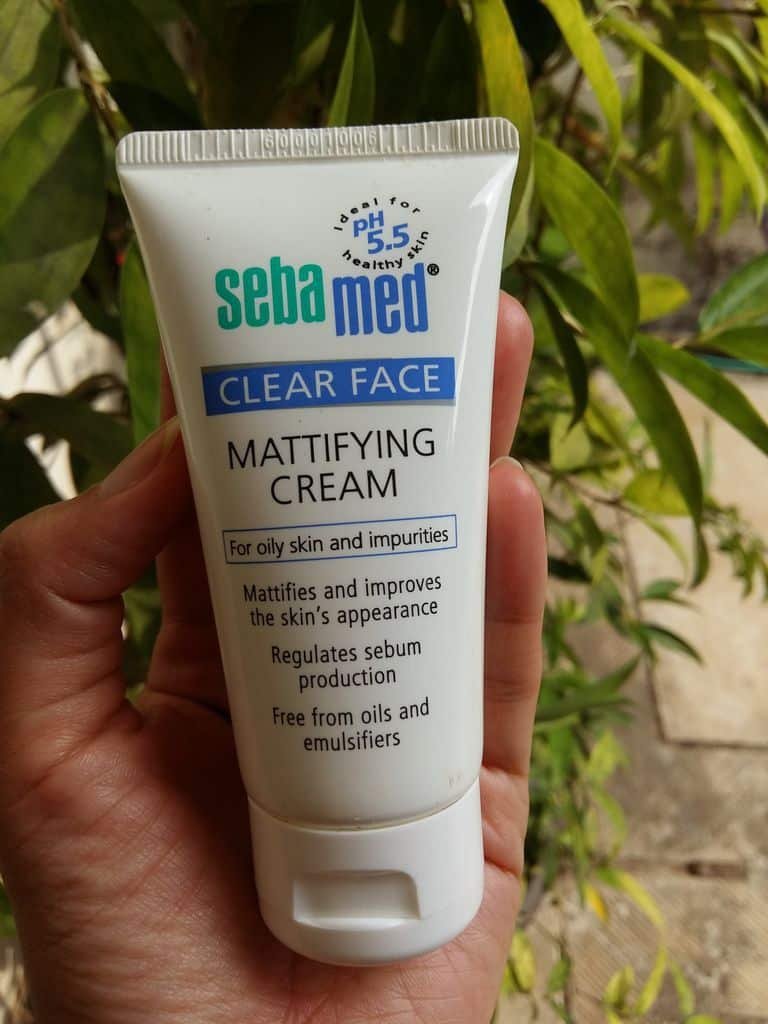 60001006
Ideal for
pH
5.5
healthy skin
sebamed®
CLEAR FACE
MATTIFYING
CREAM
For oily skin and impurities
Mattifies and improves
the skin's appearance
Regulates sebum
production
Free from oils and
emulsifiers